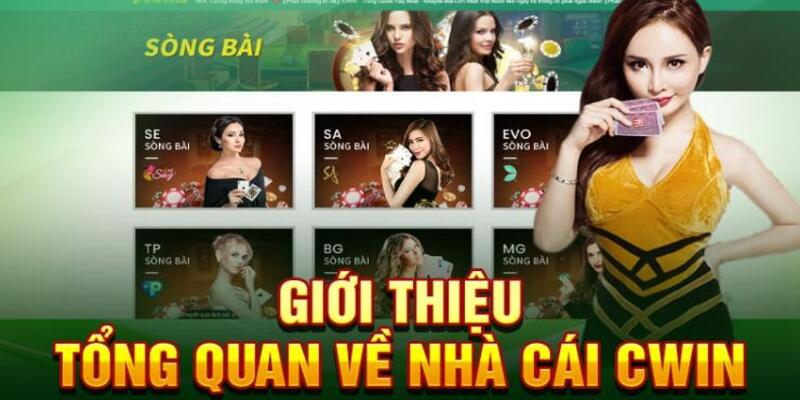 SÒNG BÀI
SE
SÒNG BÀI
SA
SÒNG BÀI
EVO
SÒNG BÀI
TP
SÒNG BÀI
BG
SÒNG BÀI
MG
SÒNG BÀI
GIỚI THIỆU
TỔNG QUAN VỀ NHÀ CÁI CWIN